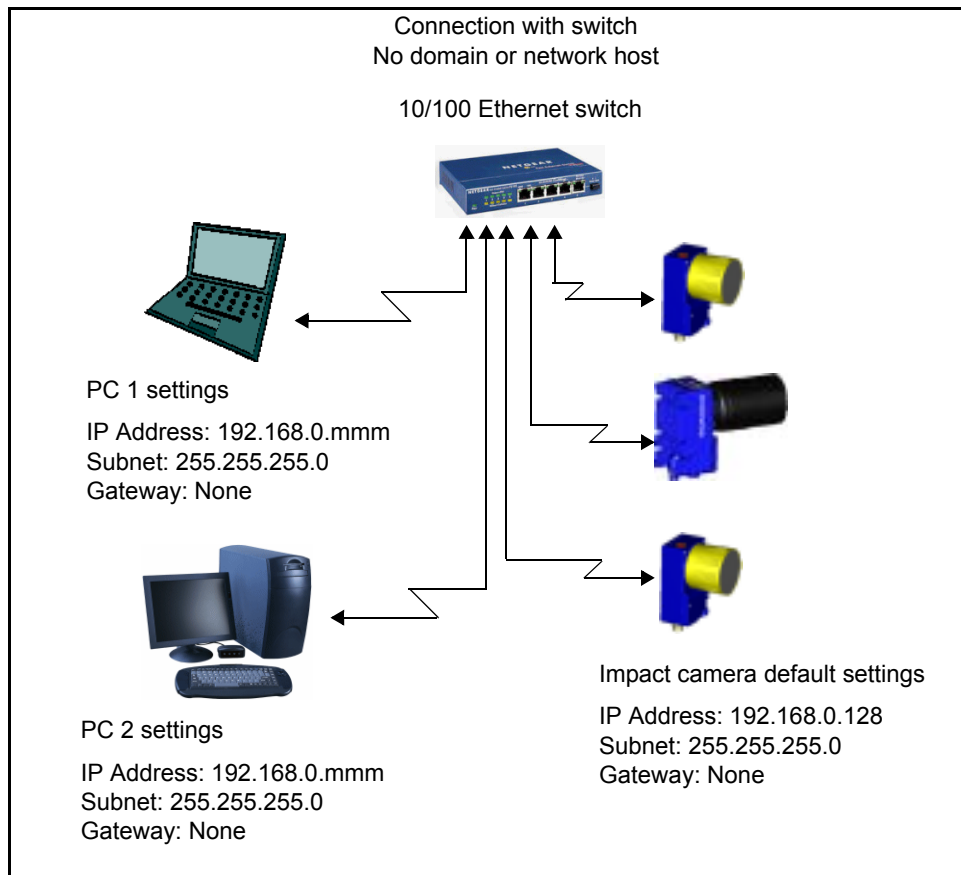 Connection with switch
No domain or network host
10/100 Ethernet switch
NETGEAR
PC 1 settings
IP Address: 192.168.0.mmm
Subnet: 255.255.255.0
Gateway: None
PC 2 settings
IP Address: 192.168.0.mmm
Subnet: 255.255.255.0
Gateway: None
Impact camera default settings
IP Address: 192.168.0.128
Subnet: 255.255.255.0
Gateway: None